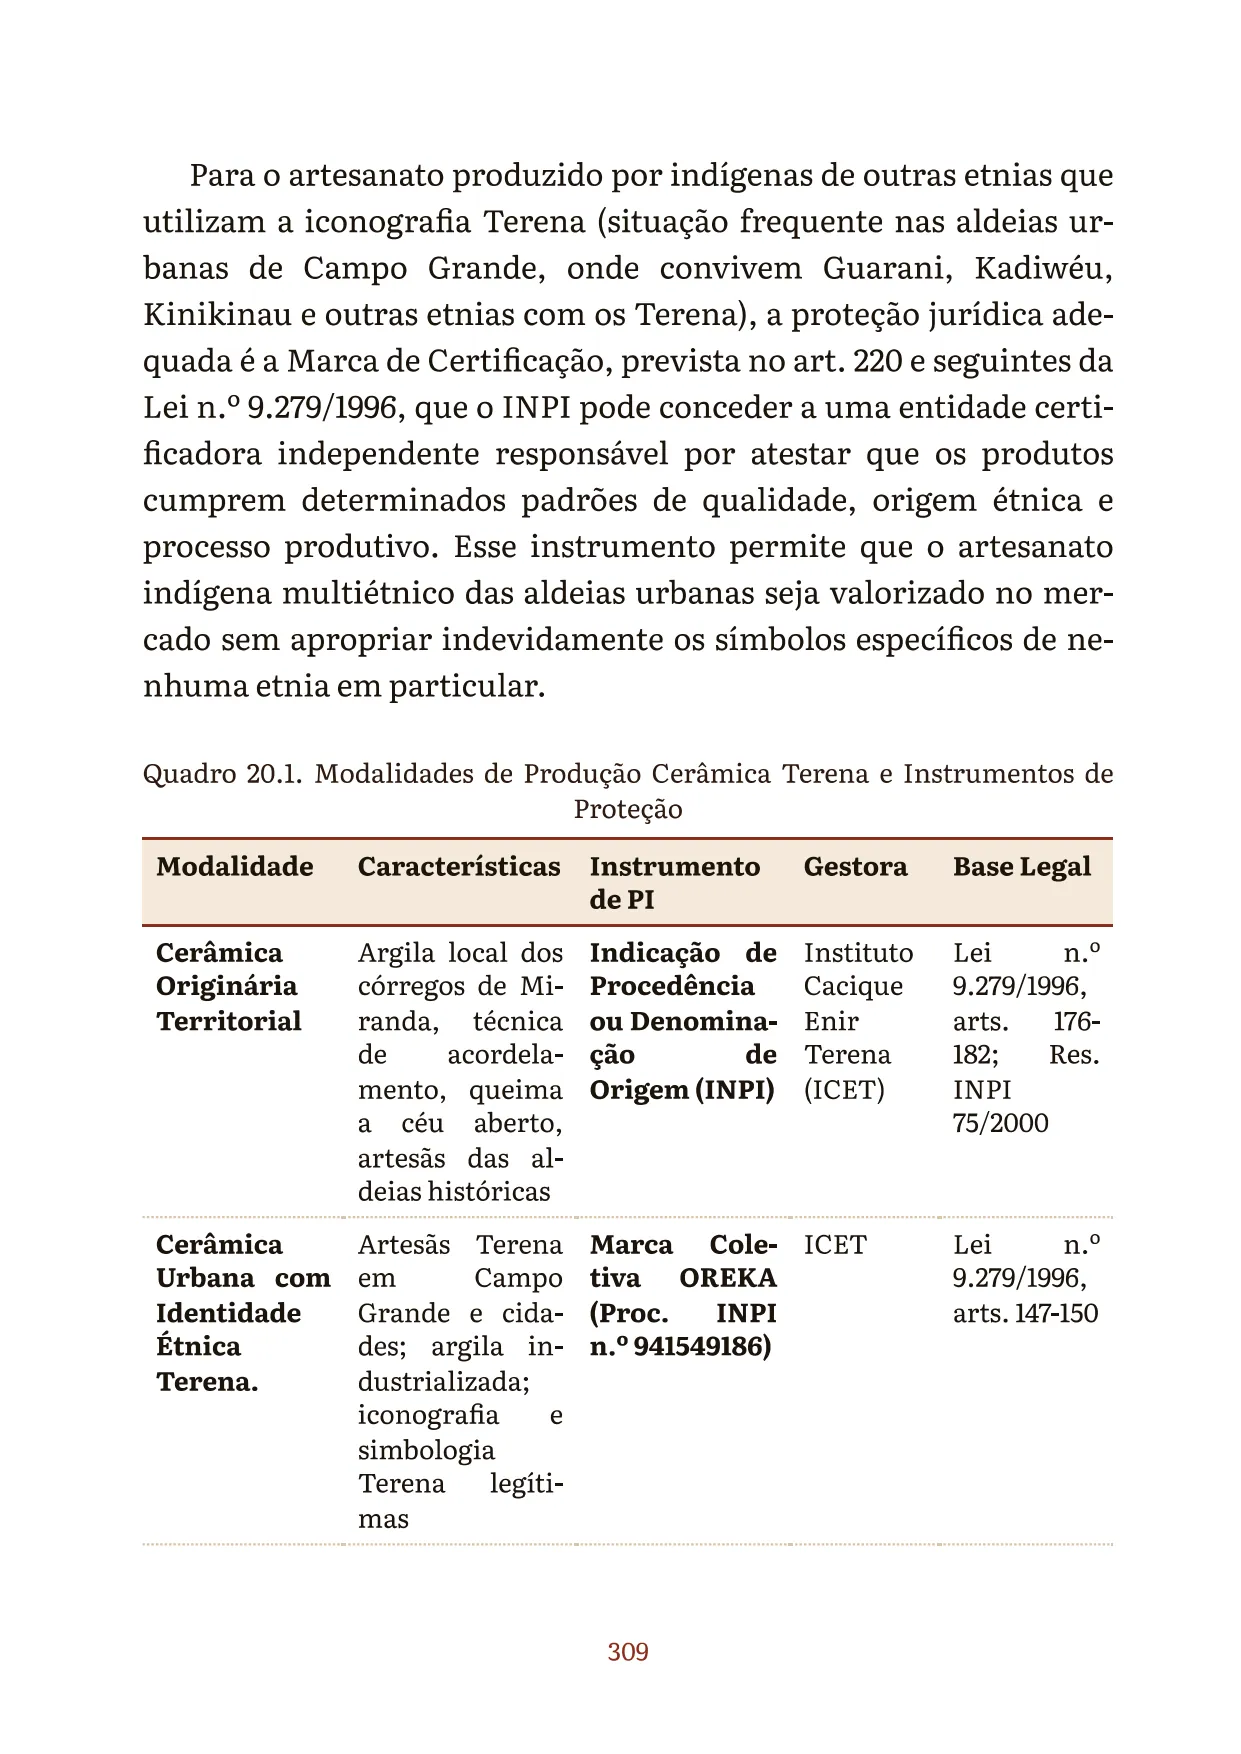 Para o artesanato produzido por indígenas de outras etnias que
utilizam a iconografia Terena (situação frequente nas aldeias ur-
banas de Campo Grande, onde convivem Guarani, Kadiwéu,
Kinikinau e outras etnias com os Terena), a proteção jurídica ade-
quada é a Marca de Certificação, prevista no art. 220 e seguintes da
Lei n.º 9.279/1996, que o INPI pode conceder a uma entidade certi-
ficadora independente responsável por atestar que os produtos
cumprem determinados padrões de qualidade, origem étnica e
processo produtivo. Esse instrumento permite que o artesanato
indígena multiétnico das aldeias urbanas seja valorizado no mer-
cado sem apropriar indevidamente os símbolos específicos de ne-
nhuma etnia em particular.
Quadro 20.1. Modalidades de Produção Cerâmica Terena e Instrumentos de
Proteção
Modalidade
Características
Instrumento
de PI
Gestora
Base Legal
Cerâmica
Originária
Territorial
Argila local dos
córregos de Mi-
randa, técnica
de acordela-
mento, queima
a céu aberto,
artesãs das al-
deias históricas
Indicação de
Procedência
ou Denomina-
ção de
Origem (INPI)
Instituto
Cacique
Enir
Terena
(ICET)
Lei n.º
9.279/1996,
arts. 176-
182; Res.
INPI
75/2000
Cerâmica
Urbana com
Identidade
Étnica
Terena.
Artesãs Terena
em Campo
Grande e cida-
des; argila in-
dustrializada;
iconografia e
simbologia
Terena legíti-
mas
Marca Cole-
tiva OREKA
(Proc. INPI
n.º 941549186)
ICET
Lei n.º
9.279/1996,
arts. 147-150
309